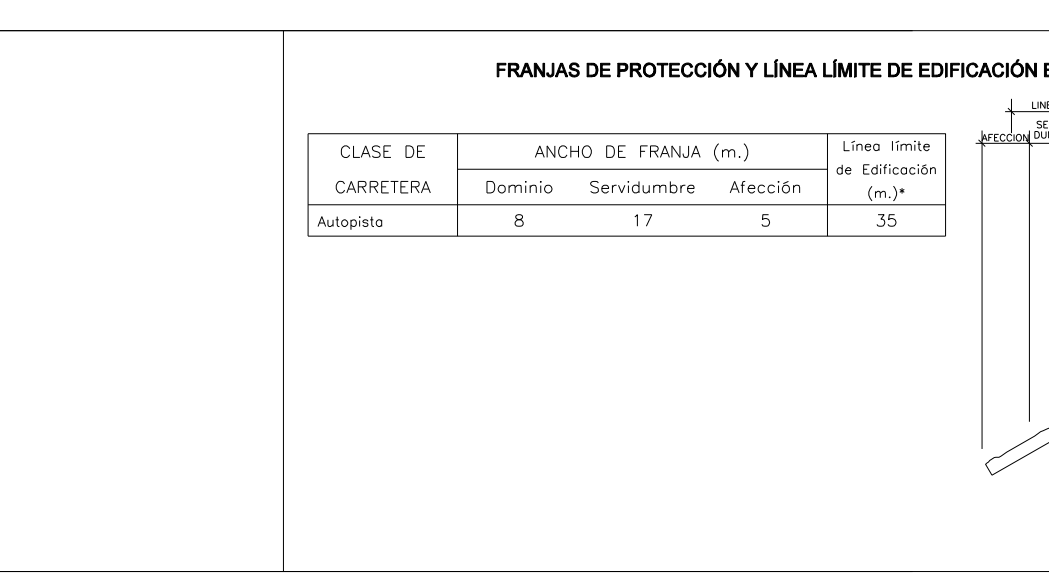 FRANJAS DE PROTECCIÓN Y LÍNEA LÍMITE DE EDIFICACIÓN
CLASE DE CARRETERA
ANCHO DE FRANJA (m.)
Línea límite
de Edificación
(m.)*
Dominio Servidumbre Afección
Autopista 8 17 5 35
AFECCION